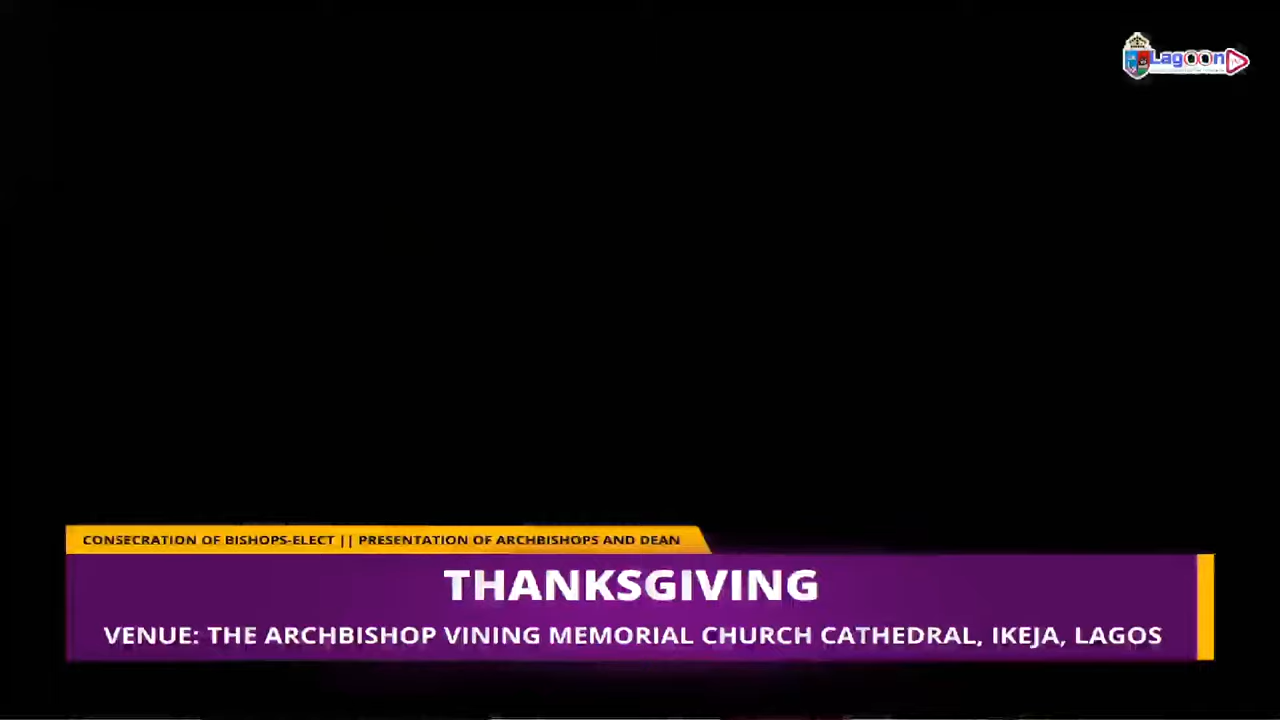 LagOOn
CONSECRATION OF BISHOPS-ELECT || PRESENTATION OF ARCHBISHOPS AND DEAN
THANKSGIVING
VENUE: THE ARCHBISHOP VINING MEMORIAL CHURCH CATHEDRAL, IKEJA, LAGOS